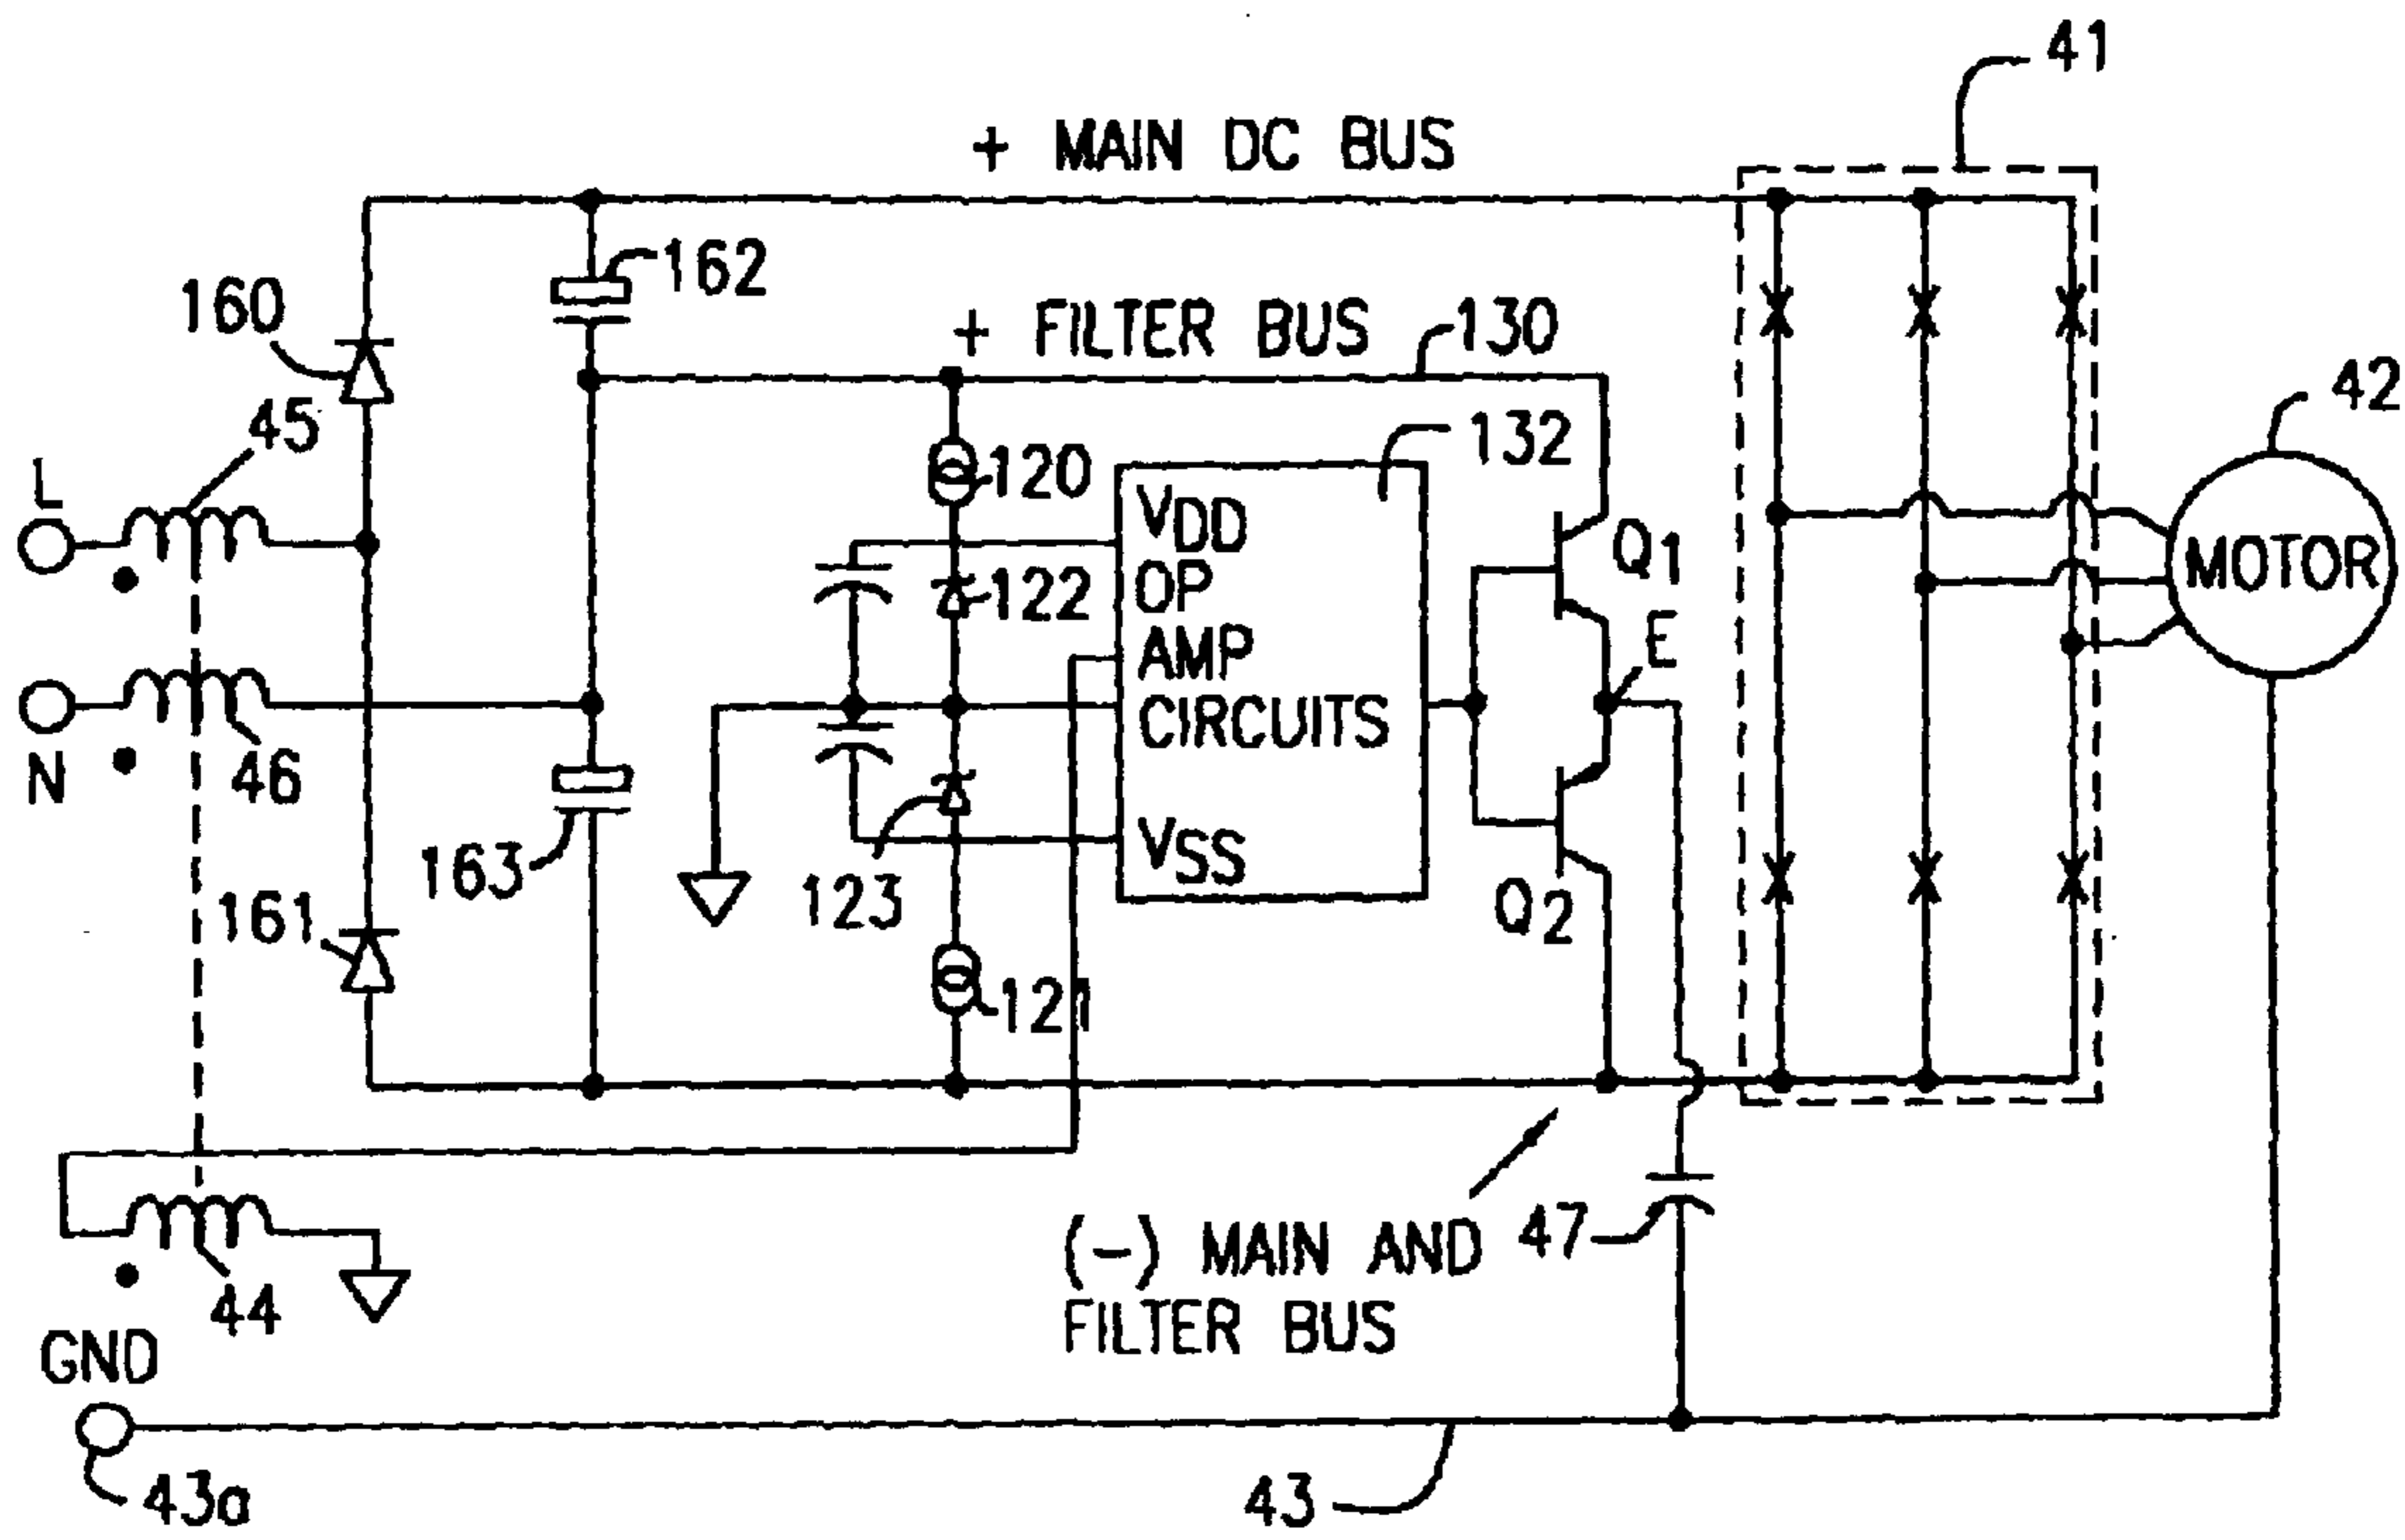 41
+ MAIN DC BUS
162
160
+ FILTER BUS
130
42
45
132
120
L
VDD
Q1
122
OP
MOTOR
AMP
E
CIRCUITS
N
46
163
VSS
123
Q2
161
121
(-) MAIN AND
47
FILTER BUS
44
GND
43a
43